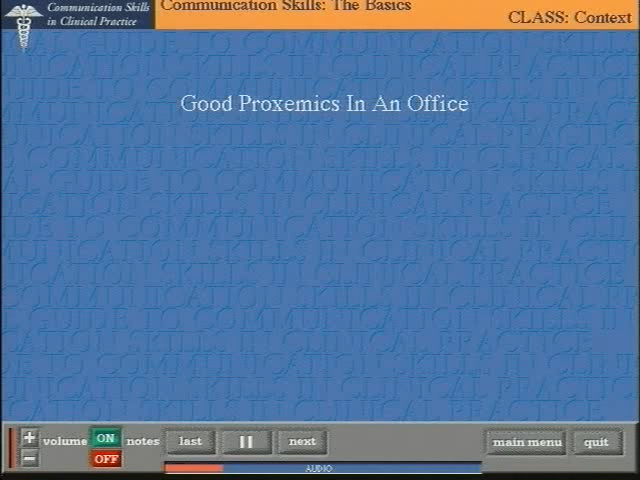 Communication Skills
in Clinical Practice
Communication Skills: The Basics
CLASS: Context
Good Proxemics In An Office
+
volume
ON
notes
last
next
main menu
quit
−
OFF
AUDIO